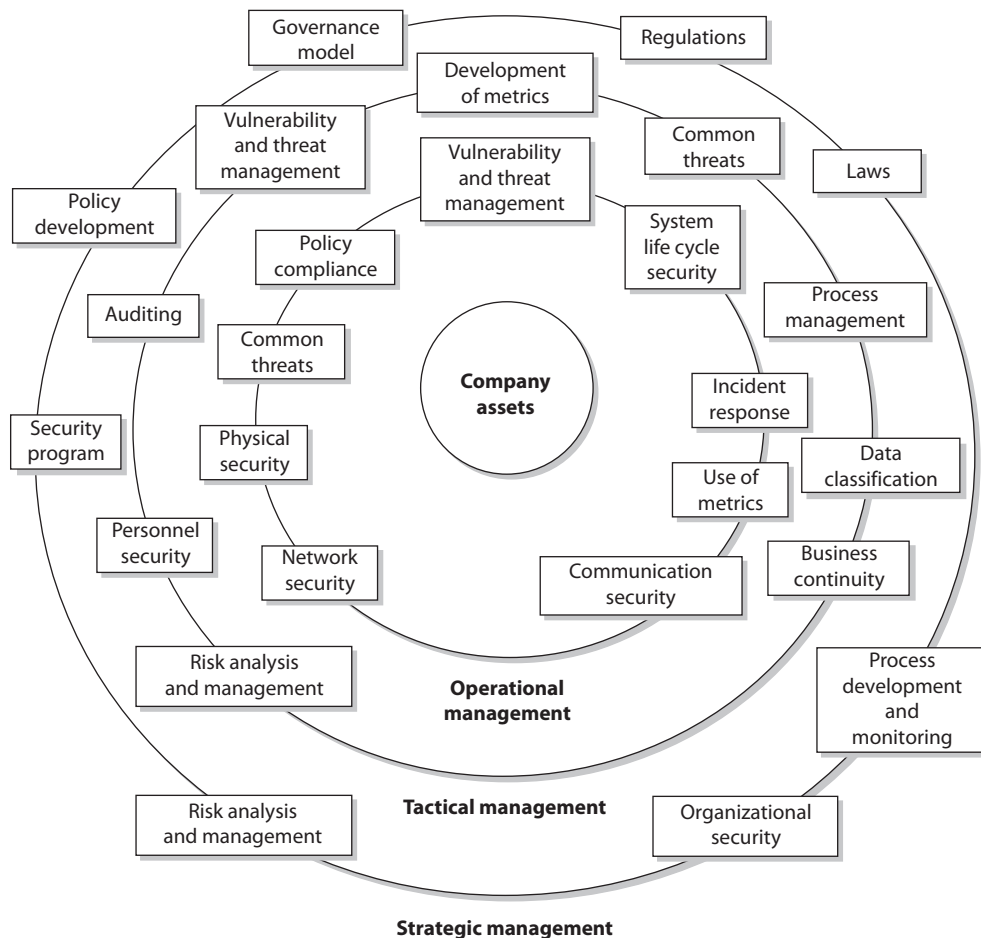 Governance
model
Regulations
Development
of metrics
Vulnerability
and threat
management
Common
threats
Vulnerability
and threat
management
Laws
Policy
development
System
life cycle
security
Policy
compliance
Auditing
Process
management
Common
threats
Company
assets
Incident
response
Security
program
Physical
security
Data
classification
Use of
metrics
Personnel
security
Network
security
Communication
security
Business
continuity
Risk analysis
and management
Operational
management
Process
development
and
monitoring
Tactical management
Risk analysis
and management
Organizational
security
Strategic management